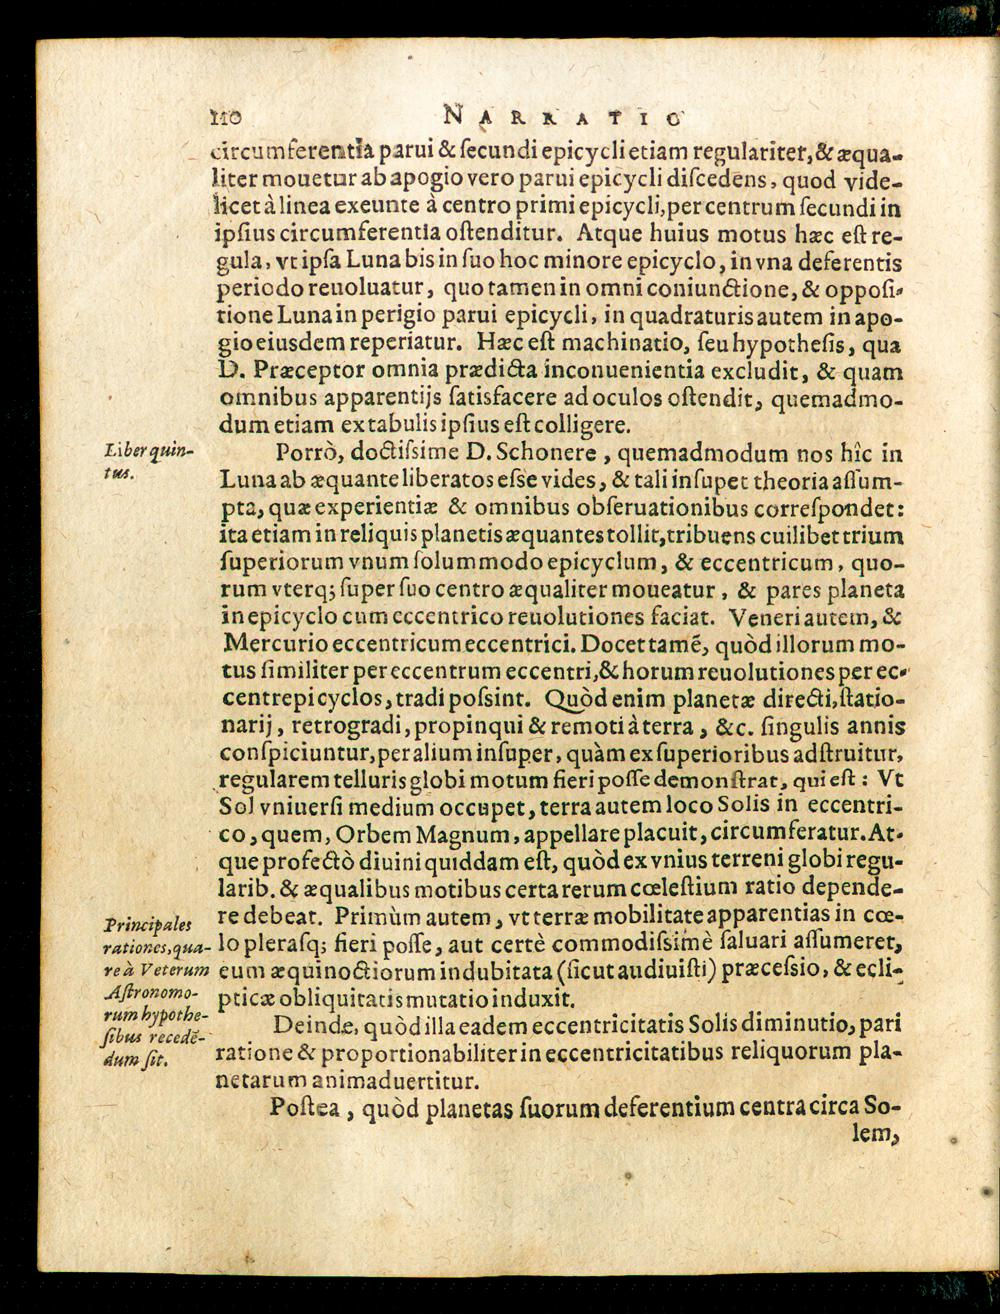 110
NARRATIO
circumferentia parui & ſecundi epicycli etiam regulariter, & æqua-
liter mouetur ab apogio vero parui epicycli diſcedens, quod vide-
licet à linea exeunte à centro primi epicycli, per centrum ſecundi in
ipſius circumferentia oſtenditur. Atque huius motus hæc eſt re-
gula, vt ipſa Luna bis in ſuo hoc minore epicyclo, in vna deferentis
periodo reuoluatur, quo tamen in omni coniunctione, & oppoſi-
tione Luna in perigio parui epicycli, in quadraturis autem in apo-
gio eiusdem reperiatur. Hæc eſt machinatio, ſeu hypotheſis, qua
D. Præceptor omnia prædicta inconuenientia excludit, & quam
omnibus apparentijs ſatisfacere ad oculos oſtendit, quemadmo-
dum etiam ex tabulis ipſius eſt colligere.
Liber quin-
tus.
Porrò, doctiſsime D. Schonere, quemadmodum nos hîc in
Luna ab æquante liberatos eſse vides, & tali inſupet theoria aſſum-
pta, quæ experientiæ & omnibus obſeruationibus correſpondet:
ita etiam in reliquis planetis æquantes tollit, tribuens cuilibet trium
ſuperiorum vnum ſolummodo epicyclum, & eccentricum, quo-
rum vterq; ſuper ſuo centro æqualiter moueatur, & pares planeta
in epicyclo cum eccentrico reuolutiones faciat. Veneri autem, &
Mercurio eccentricum eccentrici. Docet tamẽ, quòd illorum mo-
tus ſimiliter per eccentrum eccentri, & horum reuolutiones per ec-
centrepicyclos, tradi poſsint. Quòd enim planetæ directi, ſtatio-
narij, retrogradi, propinqui & remoti à terra, &c. ſingulis annis
conſpiciuntur, per alium inſuper, quàm ex ſuperioribus adſtruitur,
regularem telluris globi motum fieri poſſe demonſtrat, qui eſt: Vt
Sol vniuerſi medium occupet, terra autem loco Solis in eccentri-
co, quem, Orbem Magnum, appellare placuit, circumferatur. At-
que profectò diuini quiddam eſt, quòd ex vnius terreni globi regu-
larib. & æqualibus motibus certa rerum cœleſtium ratio depende-
re debeat. Primùm autem, vt terræ mobilitate apparentias in cœ-
lo pleraſq; fieri poſſe, aut certè commodiſsimè ſaluari aſſumeret,
eum æquinoctiorum indubitata (ſicut audiuiſti) præceſsio, & ecli-
pticæ obliquitatis mutatio induxit.
Principales
rationes, qua-
re à Veterum
Aſtronomo-
rum hypothe-
ſibus recedẽ-
dum ſit.
Deinde, quòd illa eadem eccentricitatis Solis diminutio, pari
ratione & proportionabiliter in eccentricitatibus reliquorum pla-
netarum animaduertitur.
Poſtea, quòd planetas ſuorum deferentium centra circa So-
lem,